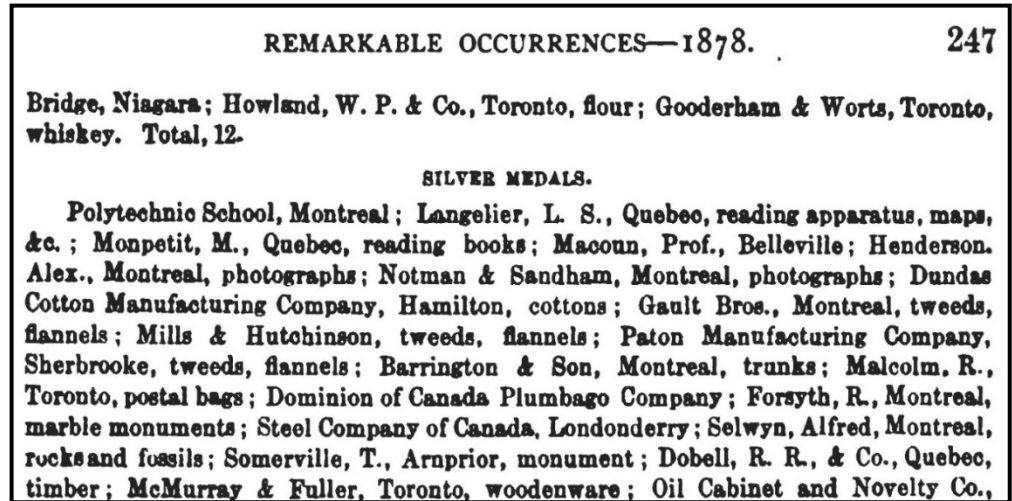 REMARKABLE OCCURRENCES—1878. 247
Bridge, Niagara; Howland, W. P. & Co., Toronto, flour; Gooderham & Worts, Toronto,
whiskey. Total, 12.
SILVER MEDALS.
Polytechnic School, Montreal; Langelier, L. S., Quebec, reading apparatus, maps,
&c.; Monpetit, M., Quebec, reading books; Macoun, Prof., Belleville; Henderson.
Alex., Montreal, photographs; Notman & Sandham, Montreal, photographs; Dundas
Cotton Manufacturing Company, Hamilton, cottons; Gault Bros., Montreal, tweeds,
flannels; Mills & Hutchinson, tweeds, flannels; Paton Manufacturing Company,
Sherbrooke, tweeds, flannels; Barrington & Son, Montreal, trunks; Malcolm, R.,
Toronto, postal bags; Dominion of Canada Plumbago Company; Forsyth, R., Montreal,
marble monuments; Steel Company of Canada, Londonderry; Selwyn, Alfred, Montreal,
rocks and fossils; Somerville, T., Arnprior, monument; Dobell, R. R., & Co., Quebec,
timber; McMurray & Fuller, Toronto, woodenware; Oil Cabinet and Novelty Co.,